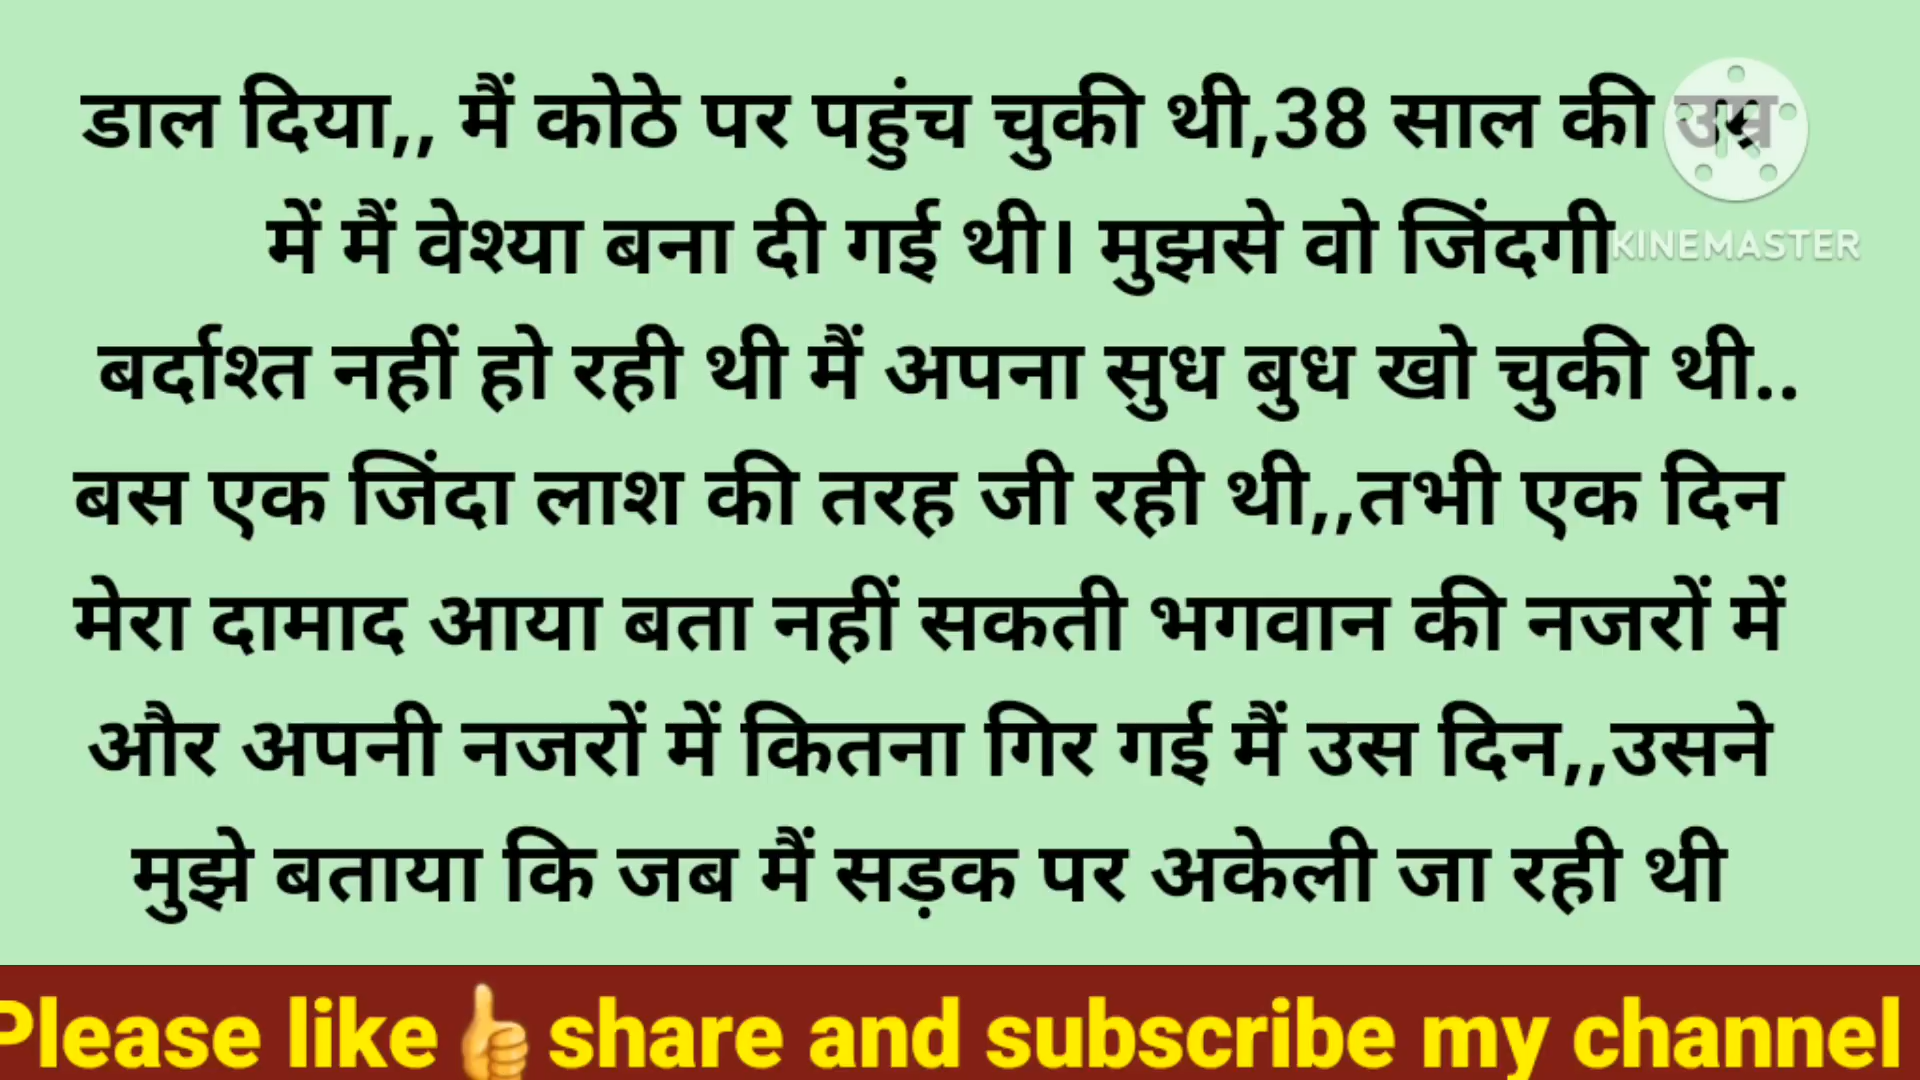 डाल दिया,, मैं कोठे पर पहुंच चुकी थी,38 साल की उम्र
में मैं वेश्या बना दी गई थी। मुझसे वो जिंदगी
KINEMASTER
बर्दाश्त नहीं हो रही थी मैं अपना सुध बुध खो चुकी थी..
बस एक जिंदा लाश की तरह जी रही थी,,तभी एक दिन
मेरा दामाद आया बता नहीं सकती भगवान की नजरों में
और अपनी नजरों में कितना गिर गई मैं उस दिन,,उसने
मुझे बताया कि जब मैं सड़क पर अकेली जा रही थी
Please like👍share and subscribe my channel